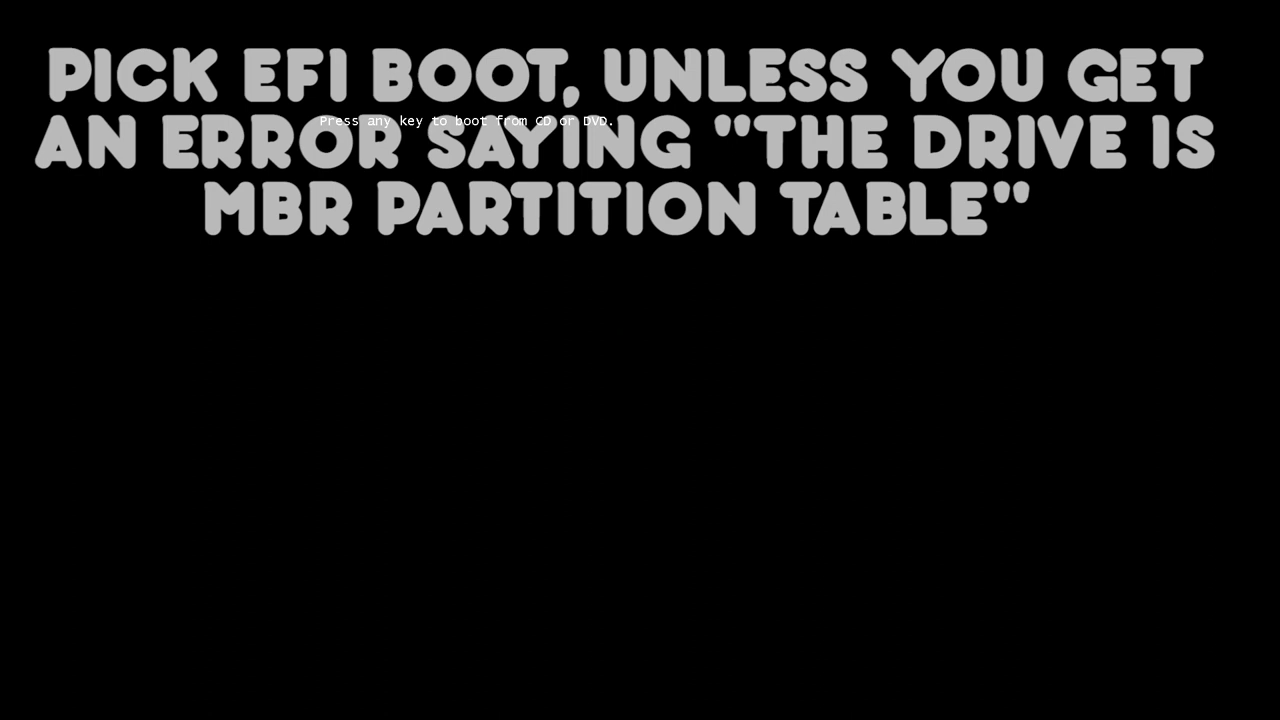 PICK EFI BOOT, UNLESS YOU GET
Press any key to boot from CD or DVD.
AN ERROR SAYING "THE DRIVE IS
MBR PARTITION TABLE"